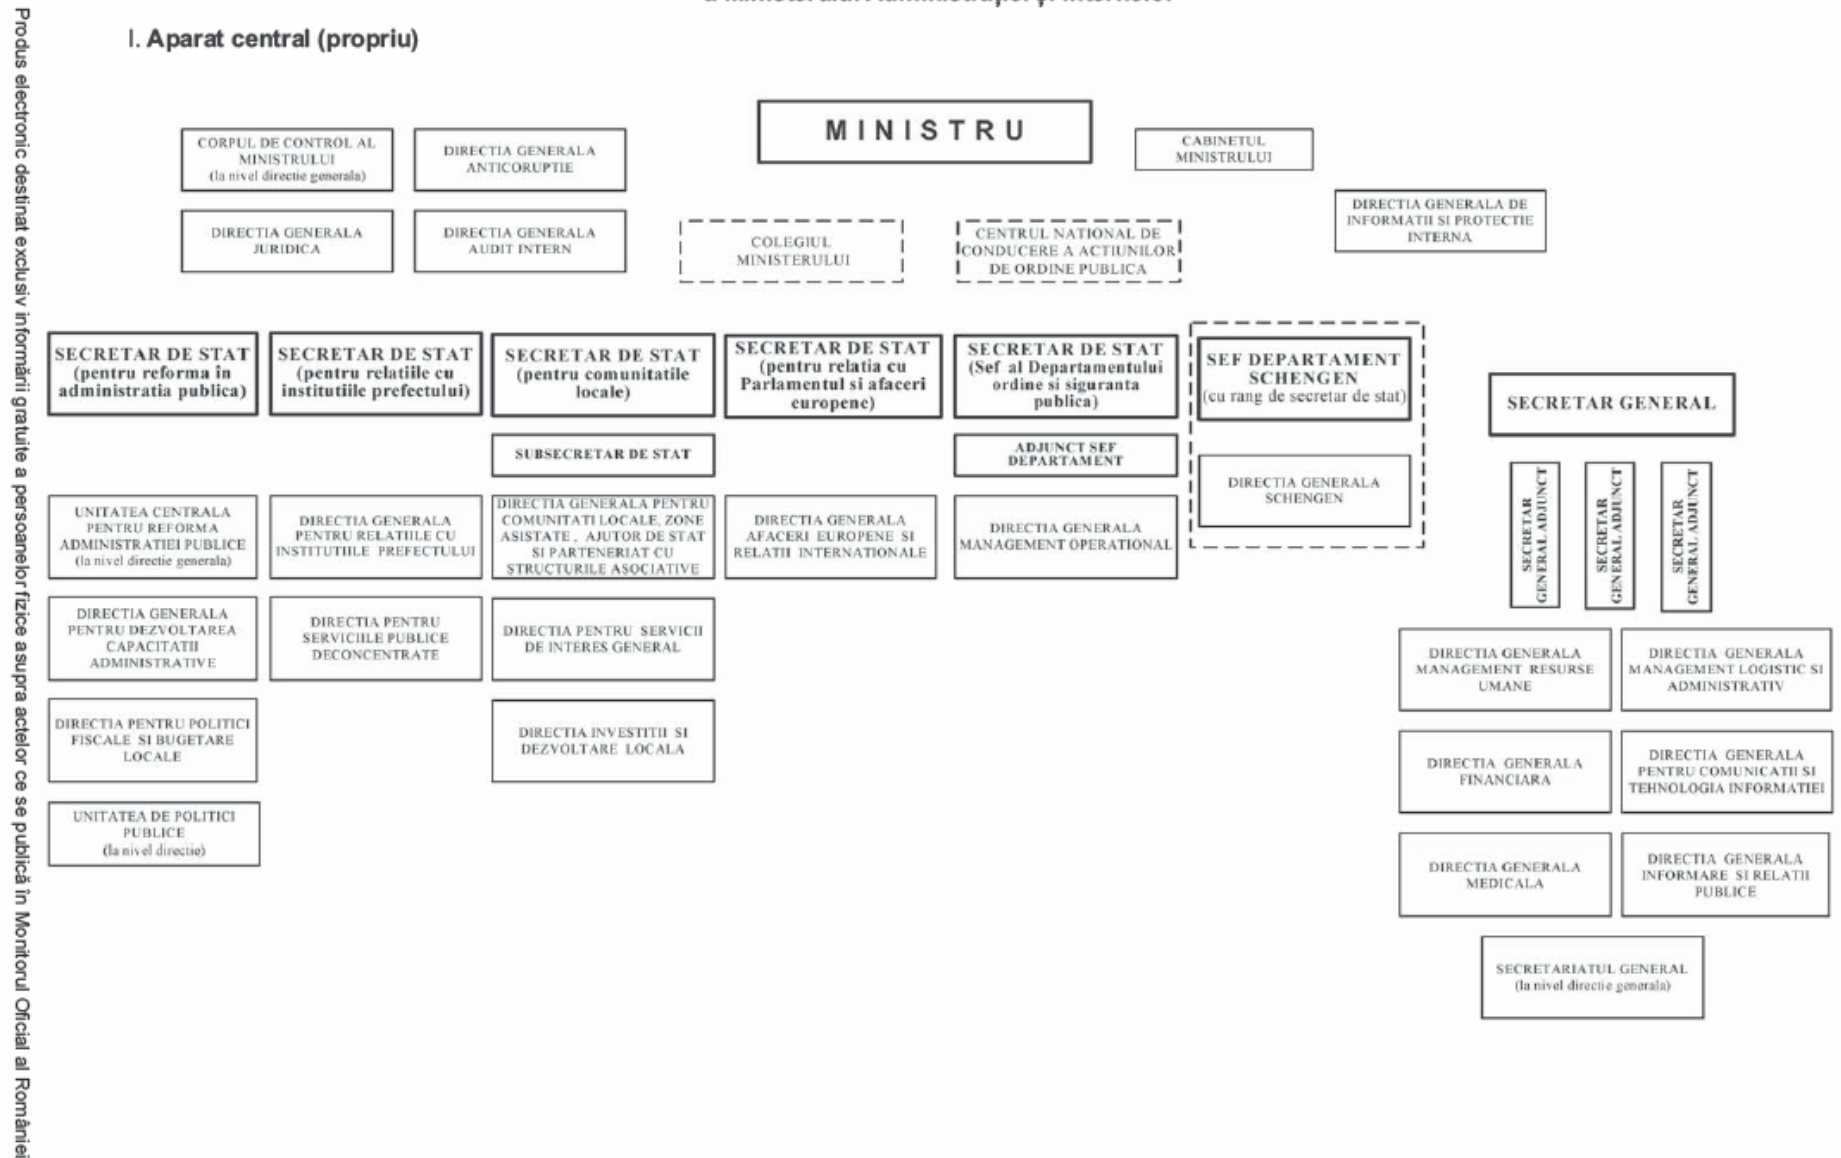 a Ministerului Administrației și Internelor
I. Aparat central (propriu)
MINISTRU
CORPUL DE CONTROL AL
MINISTRULUI
(la nivel directie generala)
DIRECTIA GENERALA
ANTICORUPTIE
CABINETUL
MINISTRULUI
DIRECTIA GENERALA
JURIDICA
DIRECTIA GENERALA
AUDIT INTERN
COLEGIUL
MINISTERULUI
CENTRUL NATIONAL DE
CONDUCERE A ACTIUNILOR
DE ORDINE PUBLICA
DIRECTIA GENERALA DE
INFORMATII SI PROTECTIE
INTERNA
SECRETAR DE STAT
(pentru reforma în
administratia publica)
SECRETAR DE STAT
(pentru relatiile cu
institutiile prefectului)
SECRETAR DE STAT
(pentru comunitatile
locale)
SECRETAR DE STAT
(pentru relatia cu
Parlamentul si afaceri
europene)
SECRETAR DE STAT
(Sef al Departamentului
ordine si siguranta
publica)
SEF DEPARTAMENT
SCHENGEN
(cu rang de secretar de stat)
SECRETAR GENERAL
SUBSECRETAR DE STAT
ADJUNCT SEF
DEPARTAMENT
DIRECTIA GENERALA
SCHENGEN
SECRETAR
GENERAL ADJUNCT
SECRETAR
GENERAL ADJUNCT
SECRETAR
GENERAL ADJUNCT
UNITATEA CENTRALA
PENTRU REFORMA
ADMINISTRATIEI PUBLICE
(la nivel directie generala)
DIRECTIA GENERALA
PENTRU RELATIILE CU
INSTITUTIILE PREFECTULUI
DIRECTIA GENERALA PENTRU
COMUNITATI LOCALE, ZONE
ASISTATE , AJUTOR DE STAT
SI PARTENERIAT CU
STRUCTURILE ASOCIATIVE
DIRECTIA GENERALA
AFACERI EUROPENE SI
RELATII INTERNATIONALE
DIRECTIA GENERALA
MANAGEMENT OPERATIONAL
DIRECTIA GENERALA
PENTRU DEZVOLTAREA
CAPACITATII
ADMINISTRATIVE
DIRECTIA PENTRU
SERVICIILE PUBLICE
DECONCENTRATE
DIRECTIA PENTRU SERVICII
DE INTERES GENERAL
DIRECTIA GENERALA
MANAGEMENT RESURSE
UMANE
DIRECTIA GENERALA
MANAGEMENT LOGISTIC SI
ADMINISTRATIV
DIRECTIA PENTRU POLITICI
FISCALE SI BUGETARE
LOCALE
DIRECTIA INVESTITII SI
DEZVOLTARE LOCALA
DIRECTIA GENERALA
FINANCIARA
DIRECTIA GENERALA
PENTRU COMUNICATII SI
TEHNOLOGIA INFORMATIEI
UNITATEA DE POLITICI
PUBLICE
(la nivel directie)
DIRECTIA GENERALA
MEDICALA
DIRECTIA GENERALA
INFORMARE SI RELATII
PUBLICE
SECRETARIATUL GENERAL
(la nivel directie generala)
Produs electronic destinat exclusiv informării gratuite a persoanelor fizice asupra actelor ce se publică în Monitorul Oficial al României